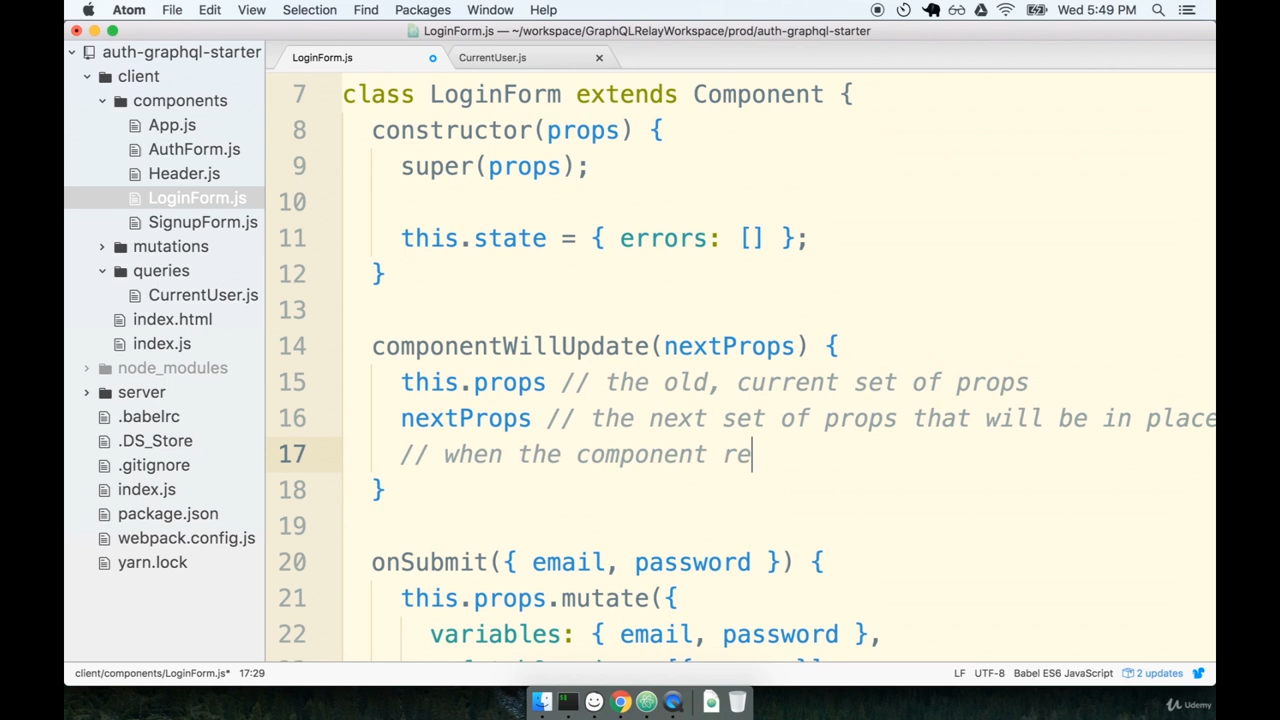 Atom File Edit View Selection Find Packages Window Help Wed 5:49 PM
LoginForm.js — ~/workspace/GraphQLRelayWorkspace/prod/auth-graphql-starter
auth-graphql-starter
client
components
App.js
AuthForm.js
Header.js
LoginForm.js
SignupForm.js
mutations
queries
CurrentUser.js
index.html
index.js
node_modules
server
.babelrc
.DS_Store
.gitignore
index.js
package.json
webpack.config.js
yarn.lock
LoginForm.js CurrentUser.js
7 class LoginForm extends Component {
8 constructor(props) {
9 super(props);
10
11 this.state = { errors: [] };
12 }
13
14 componentWillUpdate(nextProps) {
15 this.props // the old, current set of props
16 nextProps // the next set of props that will be in place
17 // when the component re
18 }
19
20 onSubmit({ email, password }) {
21 this.props.mutate({
22 variables: { email, password },
client/components/LoginForm.js* 17:29 LF UTF-8 Babel ES6 JavaScript 2 updates
Udemy